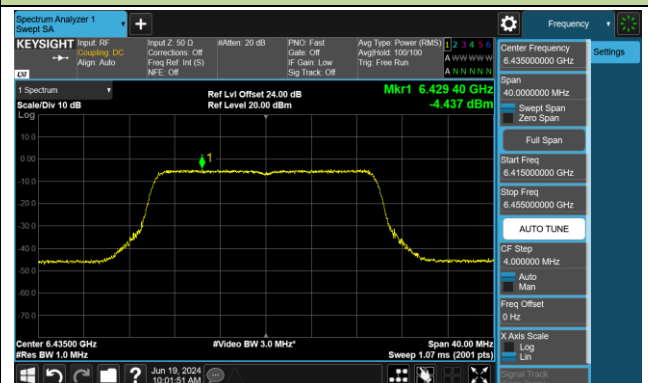 Spectrum Analyzer 1
Swept SA
+
Frequency
KEYSIGHT
Input: RF
Coupling: DC
Align: Auto
Input Z: 50 Ω
Corrections: Off
Freq Ref: Int (S)
NFE: Off
#Atten: 20 dB
PNO: Fast
Gate: Off
IF Gain: Low
Sig Track: Off
Avg Type: Power (RMS)
Avg|Hold: 100/100
Trig: Free Run
1 2 3 4 5 6
A W W W W W
A N N N N N
LXI
Center Frequency
6.435000000 GHz
Settings
Span
40.0000000 MHz
Swept Span
Zero Span
Full Span
Start Freq
6.415000000 GHz
Stop Freq
6.455000000 GHz
AUTO TUNE
CF Step
4.000000 MHz
Auto
Man
Freq Offset
0 Hz
X Axis Scale
Log
Lin
Signal Track
1 Spectrum
Scale/Div 10 dB
Log
Ref Lvl Offset 24.00 dB
Ref Level 20.00 dBm
Mkr1 6.429 40 GHz
-4.437 dBm
10.0
0.00
-10.0
-20.0
-30.0
-40.0
-50.0
-60.0
-70.0
1
Center 6.43500 GHz
#Res BW 1.0 MHz
#Video BW 3.0 MHz*
Span 40.00 MHz
Sweep 1.07 ms (2001 pts)
?
Jun 19, 2024
10:01:51 AM